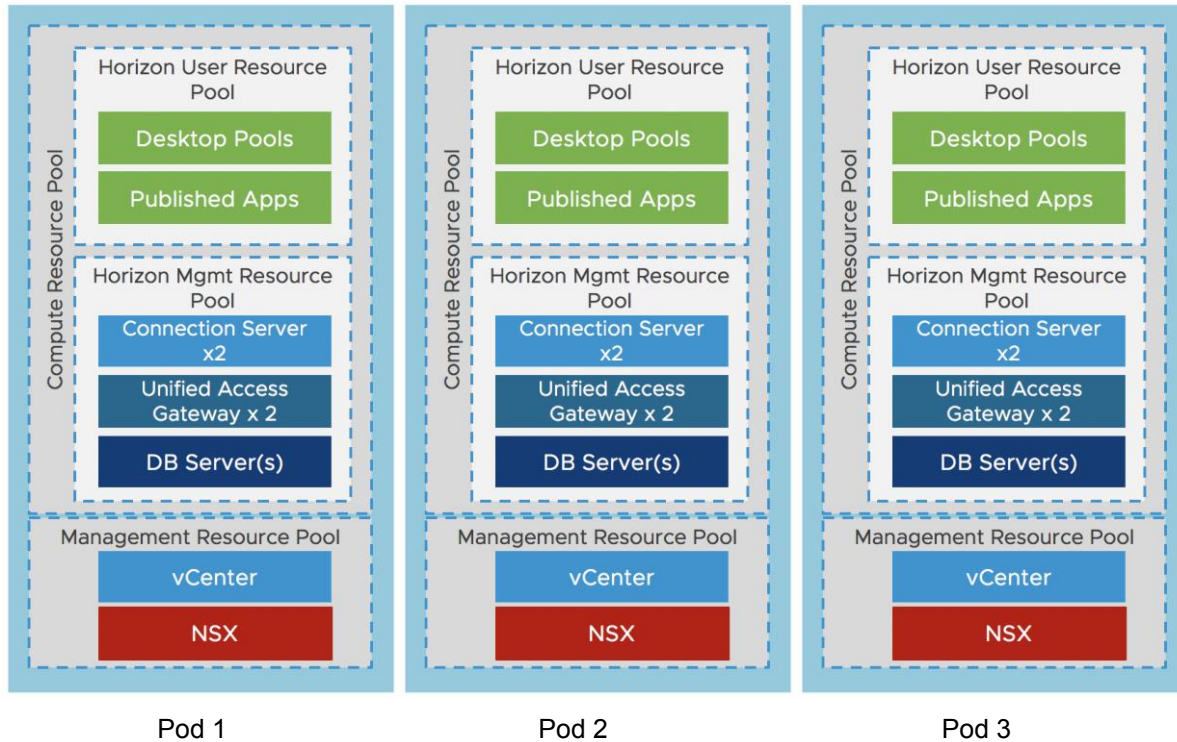 Compute Resource Pool
Horizon User Resource
Pool
Desktop Pools
Published Apps
Horizon Mgmt Resource
Pool
Connection Server
x2
Unified Access
Gateway x 2
DB Server(s)
Management Resource Pool
vCenter
NSX
Pod 1
Compute Resource Pool
Horizon User Resource
Pool
Desktop Pools
Published Apps
Horizon Mgmt Resource
Pool
Connection Server
x2
Unified Access
Gateway x 2
DB Server(s)
Management Resource Pool
vCenter
NSX
Pod 2
Compute Resource Pool
Horizon User Resource
Pool
Desktop Pools
Published Apps
Horizon Mgmt Resource
Pool
Connection Server
x2
Unified Access
Gateway x 2
DB Server(s)
Management Resource Pool
vCenter
NSX
Pod 3